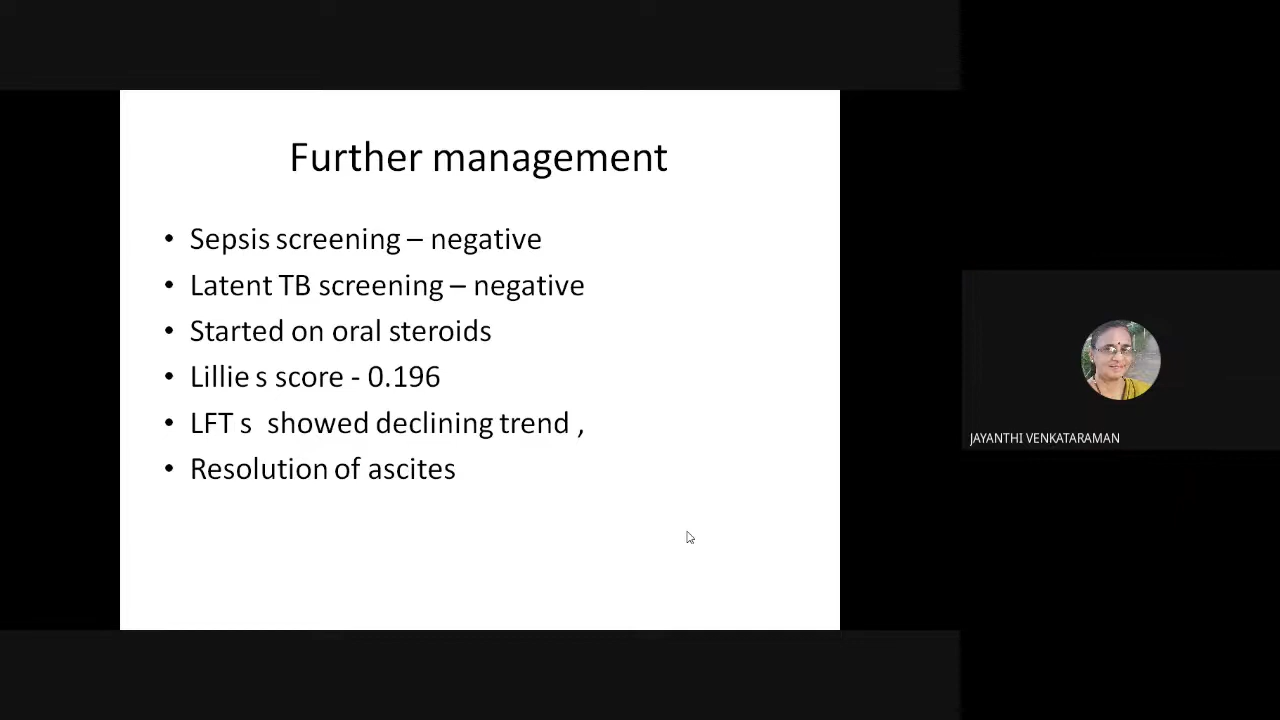 Further management
• Sepsis screening – negative
• Latent TB screening – negative
• Started on oral steroids
• Lillie s score - 0.196
• LFT s  showed declining trend ,
• Resolution of ascites
JAYANTHI VENKATARAMAN